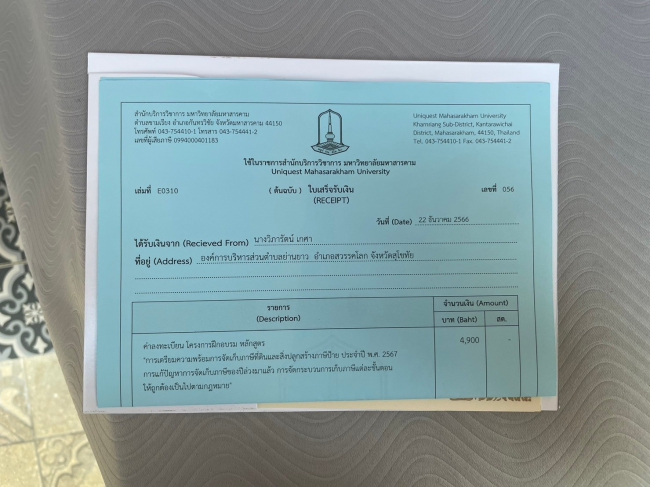 สำนักบริการวิชาการ มหาวิทยาลัยมหาสารคาม
ตำบลขามเรียง อำเภอกันทรวิชัย จังหวัดมหาสารคาม 44150
โทรศัพท์ 043-754410-1 โทรสาร 043-754441-2
เลขที่ผู้เสียภาษี 0994000401183
Uniquest Mahasarakham University
Khamriang Sub-District, Kantarawichai
District, Mahasarakham, 44150, Thailand
Tel. 043-754410-1 Fax. 043-754441-2
ใช้ในราชการสำนักบริการวิชาการ มหาวิทยาลัยมหาสารคาม
Uniquest Mahasarakham University
เล่มที่ E0310
( ต้นฉบับ ) ใบเสร็จรับเงิน
เลขที่ 056
(RECEIPT)
วันที่ (Date) 22 ธันวาคม 2566
ได้รับเงินจาก (Recieved From) นางวิภารัตน์ เกศา
ที่อยู่ (Address) องค์การบริหารส่วนตำบลย่านยาว อำเภอสวรรคโลก จังหวัดสุโขทัย
รายการ
(Description)
จำนวนเงิน (Amount)
บาท (Baht) สต.
ค่าลงทะเบียน โครงการฝึกอบรม หลักสูตร 4,900 -
"การเตรียมความพร้อมการจัดเก็บภาษีที่ดินและสิ่งปลูกสร้างภาษีป้าย ประจำปี พ.ศ. 2567
การแก้ปัญหาการจัดเก็บภาษีของปีล่วงมาแล้ว การจัดกระบวนการเก็บภาษีแต่ละขั้นตอน
ให้ถูกต้องเป็นไปตามกฎหมาย"